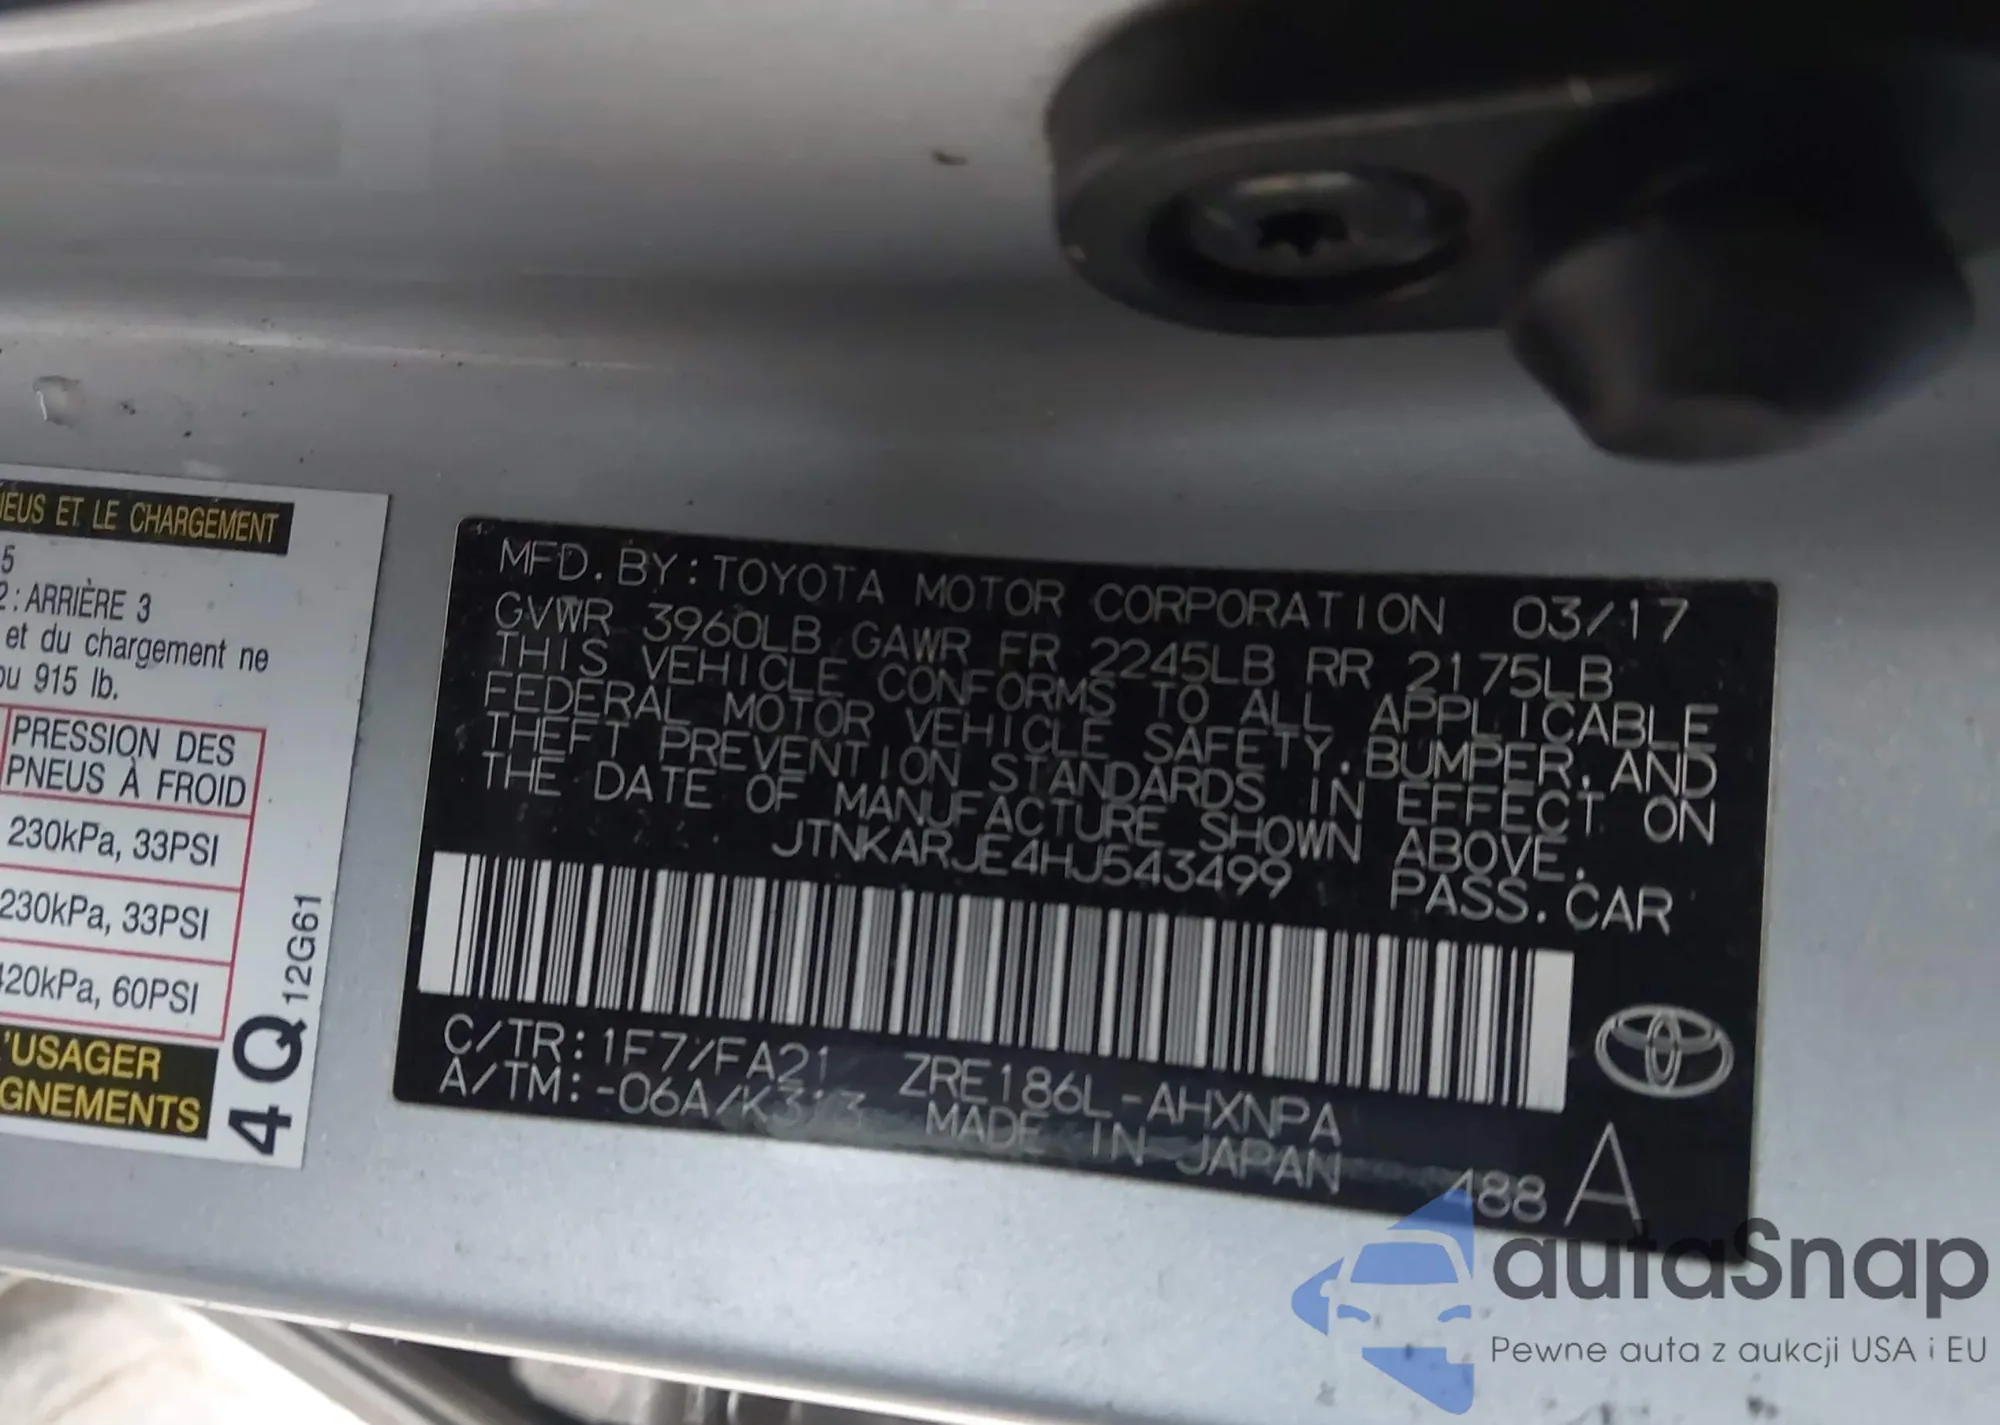 NEUS ET LE CHARGEMENT
5
2: ARRIÈRE 3
et du chargement ne
ou 915 lb.
PRESSION DES
PNEUS À FROID
230kPa, 33PSI
230kPa, 33PSI
420kPa, 60PSI
L'USAGER
GNEMENTS
4Q 12G61
MFD. BY: TOYOTA MOTOR CORPORATION 03/17
GVWR 3960LB GAWR FR 2245LB RR 2175LB
THIS VEHICLE CONFORMS TO ALL APPLICABLE
FEDERAL MOTOR VEHICLE SAFETY, BUMPER, AND
THEFT PREVENTION STANDARDS IN EFFECT ON
THE DATE OF MANUFACTURE SHOWN ABOVE.
JTNKARJE4HJ543499 PASS. CAR
C/TR: 1F7/FA21 ZRE186L-AHXNPA
A/TM: -06A/K313 MADE IN JAPAN 488 A
autaSnap
Pewne auta z aukcji USA i EU